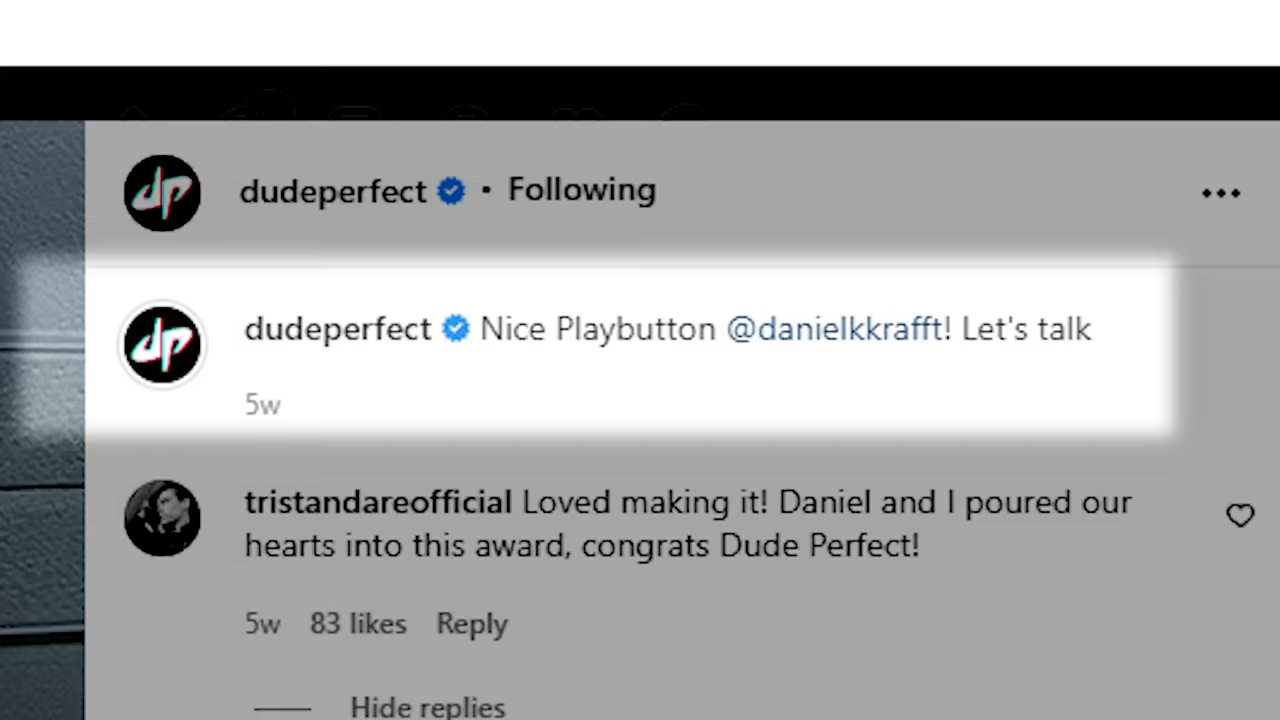 dudeperfect • Following
dudeperfect Nice Playbutton @danielkkrafft! Let's talk
5w
tristandareofficial Loved making it! Daniel and I poured our
hearts into this award, congrats Dude Perfect!
5w 83 likes Reply
Hide replies